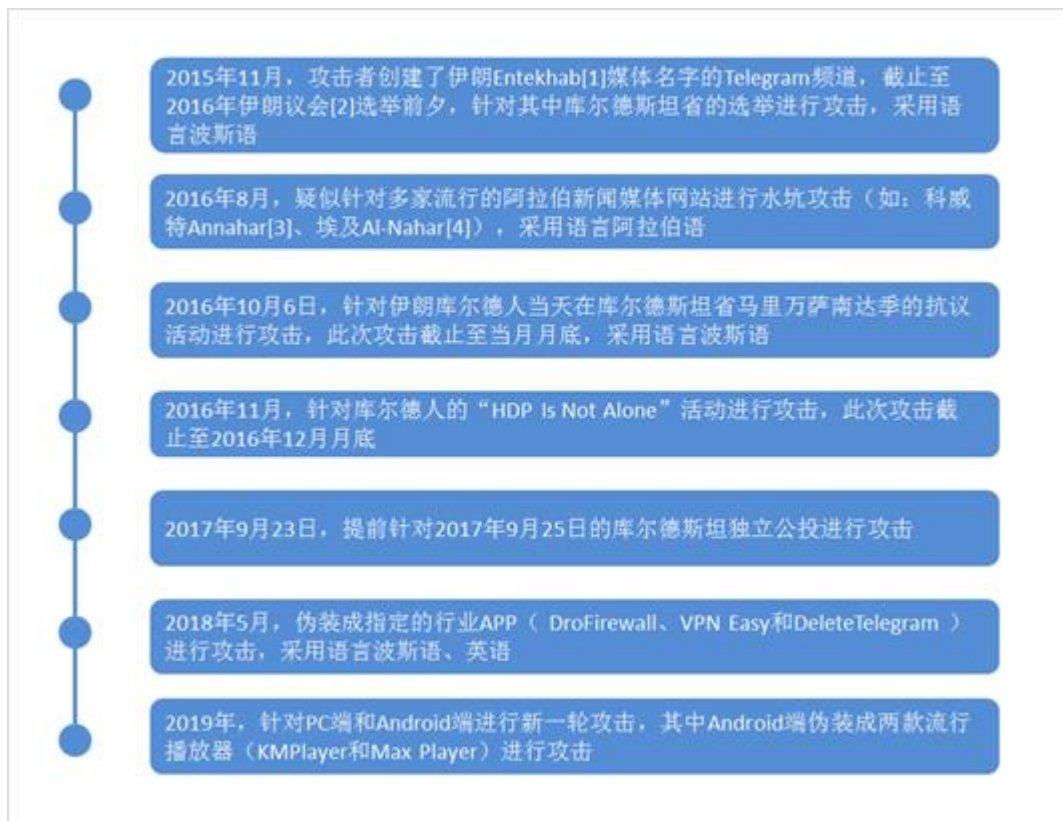 2015年11月，攻击者创建了伊朗Entekhab[1]媒体名字的Telegram频道，截止至
2016年伊朗议会[2]选举前夕，针对其中库尔德斯坦省的选举进行攻击，采用语
言波斯语
2016年8月，疑似针对多家流行的阿拉伯新闻媒体网站进行水坑攻击（如：科威
特Annahar[3]、埃及Al-Nahar[4]），采用语言阿拉伯语
2016年10月6日，针对伊朗库尔德人当天在库尔德斯坦省马里万萨南达季的抗议
活动进行攻击，此次攻击截止至当月月底，采用语言波斯语
2016年11月，针对库尔德人的“HDP Is Not Alone”活动进行攻击，此次攻击截
止至2016年12月月底
2017年9月23日，提前针对2017年9月25日的库尔德斯坦独立公投进行攻击
2018年5月，伪装成指定的行业APP（ DroFirewall、VPN Easy和DeleteTelegram ）
进行攻击，采用语言波斯语、英语
2019年，针对PC端和Android端进行新一轮攻击，其中Android端伪装成两款流行
播放器（KMPlayer和Max Player）进行攻击